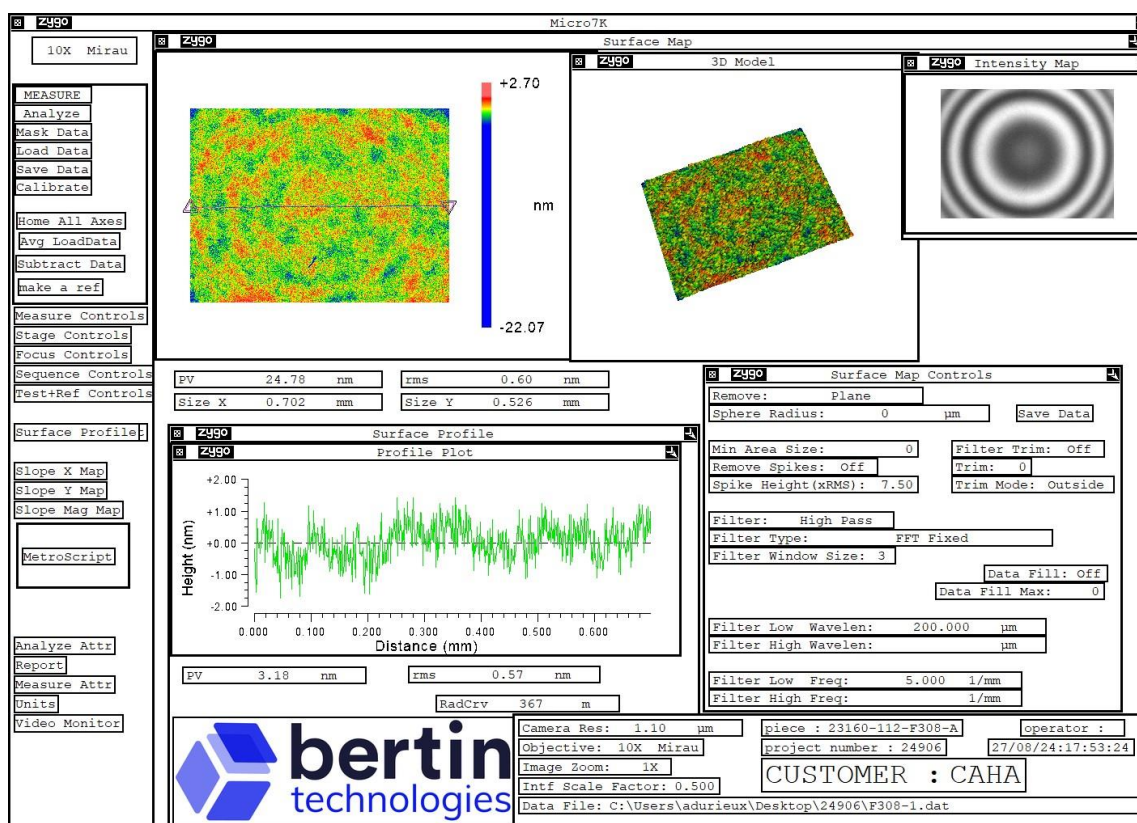 zygo Micro7K
10X Mirau
MEASURE
Analyze
Mask Data
Load Data
Save Data
Calibrate
Home All Axes
Avg LoadData
Subtract Data
make a ref
Measure Controls
Stage Controls
Focus Controls
Sequence Controls
Test+Ref Controls
Surface Profile
Slope X Map
Slope Y Map
Slope Mag Map
MetroScript
Analyze Attr
Report
Measure Attr
Units
Video Monitor
zygo Surface Map
+2.70
nm
-22.07
zygo 3D Model
zygo Intensity Map
PV 24.78 nm
rms 0.60 nm
Size X 0.702 mm
Size Y 0.526 mm
zygo Surface Profile
zygo Profile Plot
Height (nm)
+2.00
+1.00
+0.00
-1.00
-2.00
0.000 0.100 0.200 0.300 0.400 0.500 0.600
Distance (mm)
PV 3.18 nm
rms 0.57 nm
RadCrv 367 m
zygo Surface Map Controls
Remove: Plane
Sphere Radius: 0 µm
Save Data
Min Area Size: 0
Filter Trim: Off
Remove Spikes: Off
Trim: 0
Spike Height(xRMS): 7.50
Trim Mode: Outside
Filter: High Pass
Filter Type: FFT Fixed
Filter Window Size: 3
Data Fill: Off
Data Fill Max: 0
Filter Low Wavelen: 200.000 µm
Filter High Wavelen: µm
Filter Low Freq: 5.000 1/mm
Filter High Freq: 1/mm
bertin
technologies
Camera Res: 1.10 µm
Objective: 10X Mirau
Image Zoom: 1X
Intf Scale Factor: 0.500
piece : 23160-112-F308-A
operator :
project number : 24906
27/08/24:17:53:24
CUSTOMER : CAHA
Data File: C:\Users\adurieux\Desktop\24906\F308-1.dat